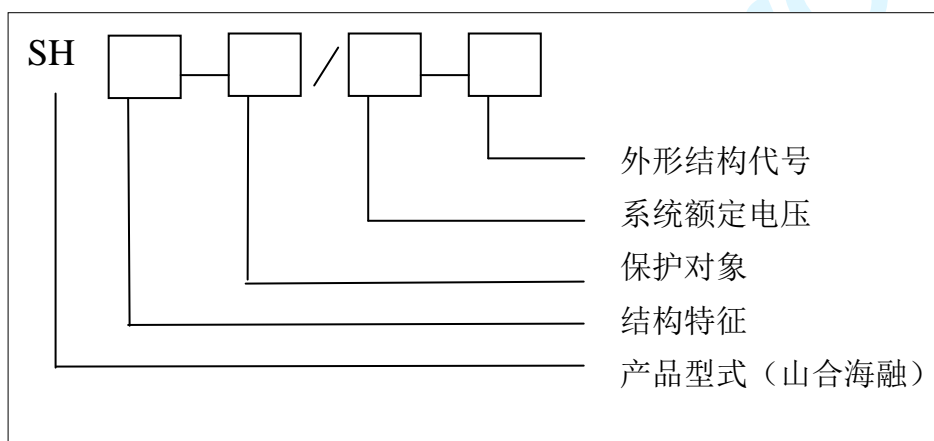 SH
外形结构代号
系统额定电压
保护对象
结构特征
产品型式（山合海融）